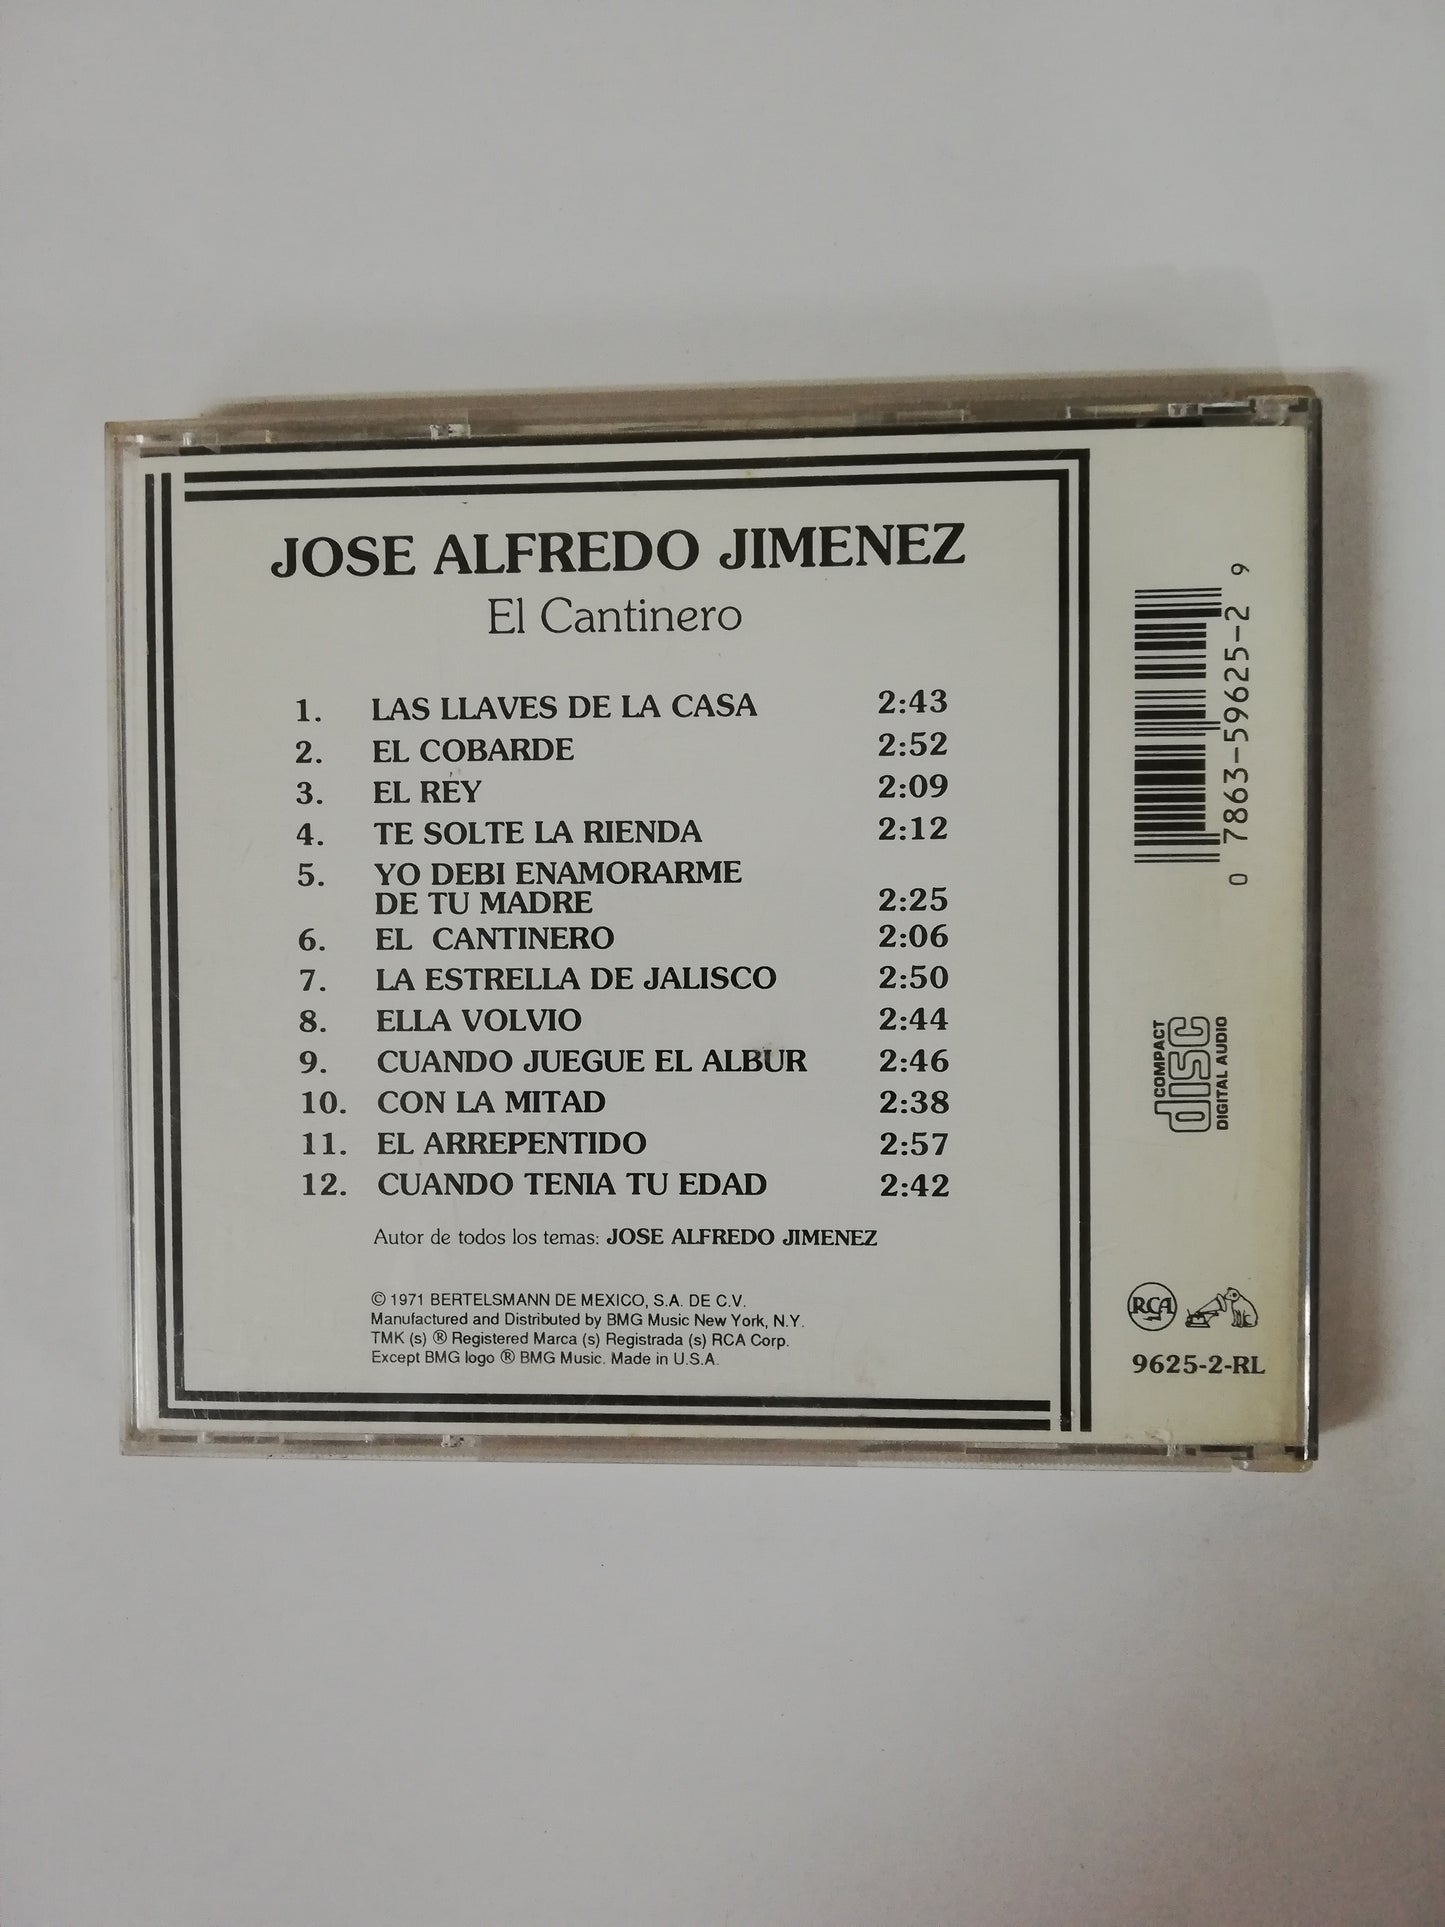 JOSE ALFREDO JIMENEZ
El Cantinero
1. LAS LLAVES DE LA CASA 2:43
2. EL COBARDE 2:52
3. EL REY 2:09
4. TE SOLTE LA RIENDA 2:12
5. YO DEBI ENAMORARME
DE TU MADRE 2:25
6. EL CANTINERO 2:06
7. LA ESTRELLA DE JALISCO 2:50
8. ELLA VOLVIO 2:44
9. CUANDO JUEGUE EL ALBUR 2:46
10. CON LA MITAD 2:38
11. EL ARREPENTIDO 2:57
12. CUANDO TENIA TU EDAD 2:42
Autor de todos los temas: JOSE ALFREDO JIMENEZ
© 1971 BERTELSMANN DE MEXICO, S.A. DE C.V.
Manufactured and Distributed by BMG Music New York, N.Y.
TMK (s) ® Registered Marca (s) Registrada (s) RCA Corp.
Except BMG logo ® BMG Music. Made in U.S.A.
0 7863-59625-2 9
COMPACT
disc
DIGITAL AUDIO
RCA
9625-2-RL